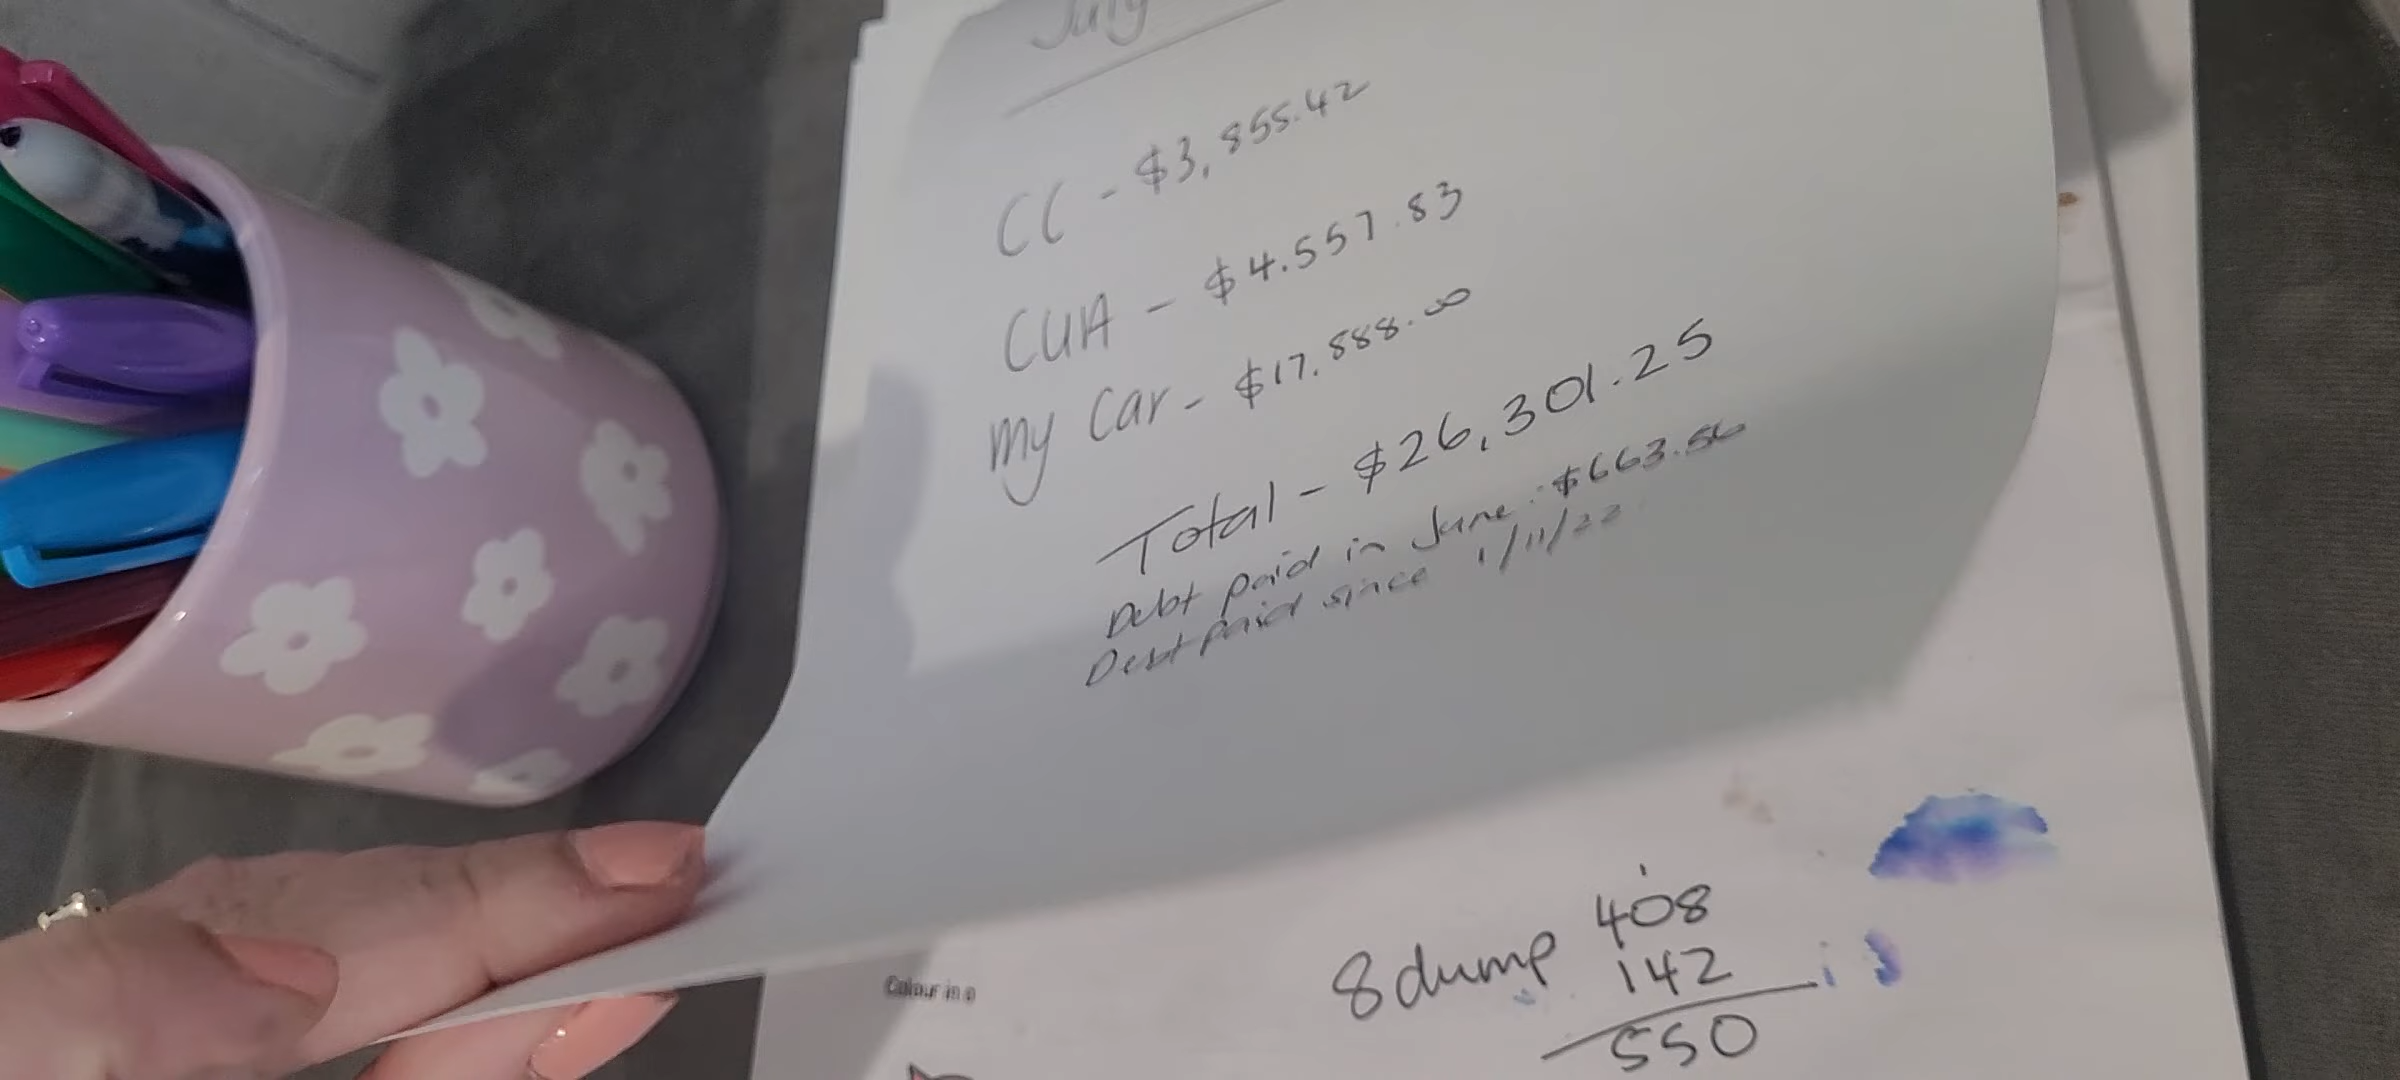 July
CC - $3,855.42
CUA - $4.557.83
my Car - $17,888.00
Total - $26,301.25
Debt paid in June: $663.56
Debt paid since 1/11/22
8 dump 408
142
550
Colour in a